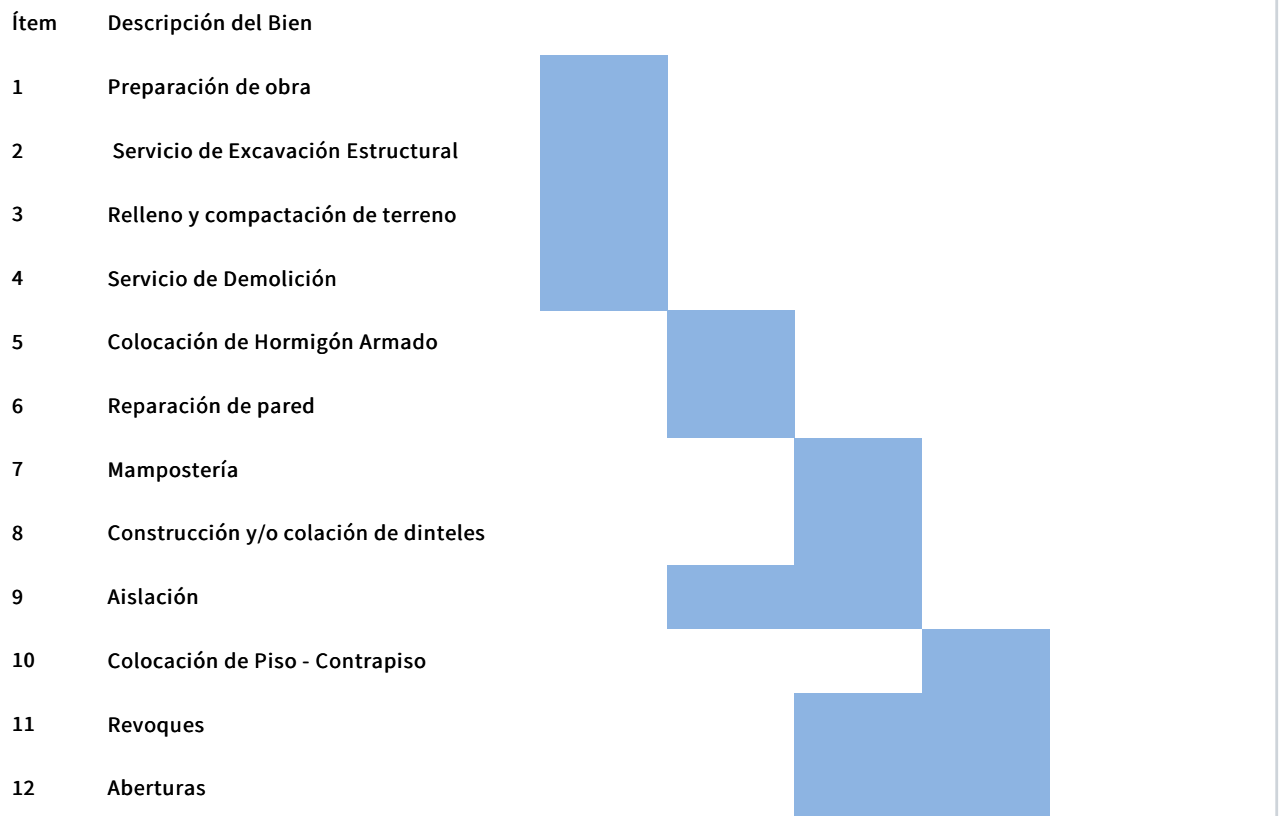 Ítem Descripción del Bien
1 Preparación de obra
2 Servicio de Excavación Estructural
3 Relleno y compactación de terreno
4 Servicio de Demolición
5 Colocación de Hormigón Armado
6 Reparación de pared
7 Mampostería
8 Construcción y/o colación de dinteles
9 Aislación
10 Colocación de Piso - Contrapiso
11 Revoques
12 Aberturas